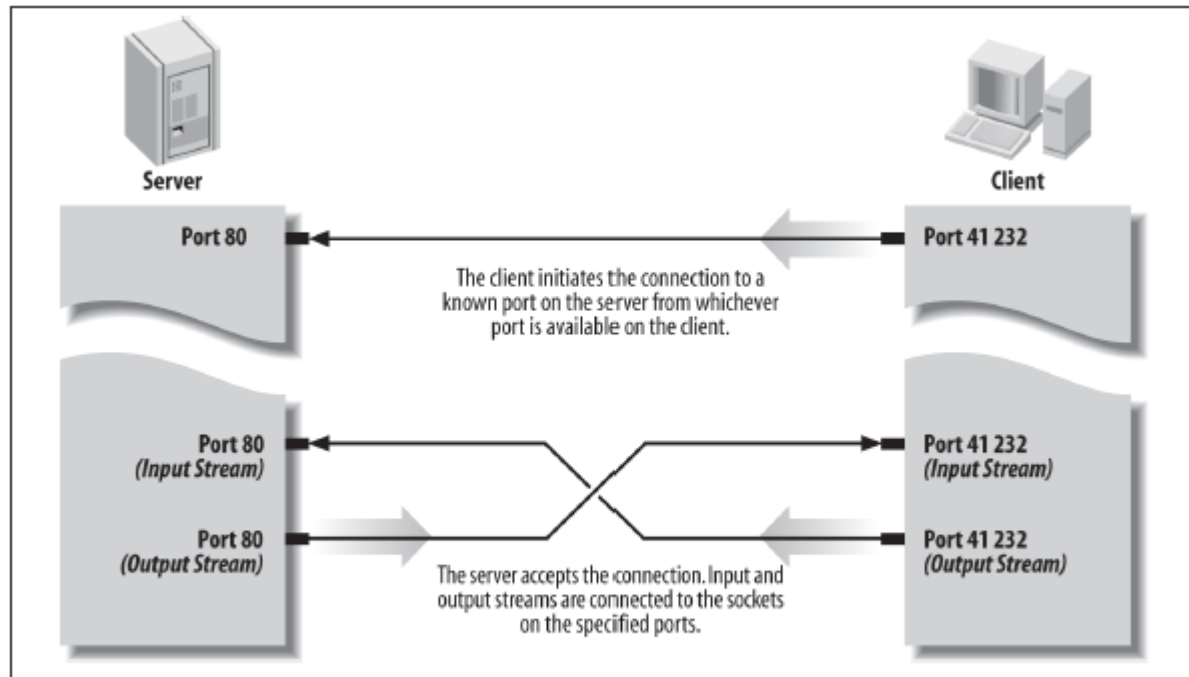 Server
Client
Port 80
Port 41 232
The client initiates the connection to a
known port on the server from whichever
port is available on the client.
Port 80
(Input Stream)
Port 41 232
(Input Stream)
Port 80
(Output Stream)
Port 41 232
(Output Stream)
The server accepts the connection. Input and
output streams are connected to the sockets
on the specified ports.